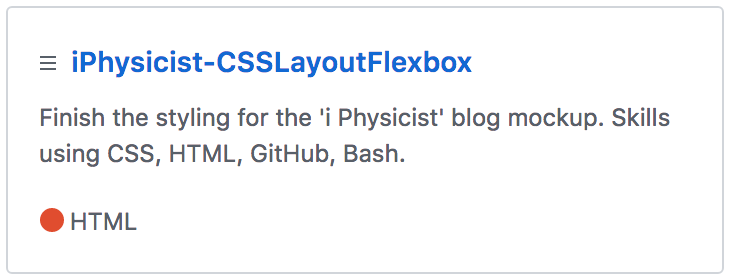 iPhysicist-CSSLayoutFlexbox
Finish the styling for the 'i Physicist' blog mockup. Skills
using CSS, HTML, GitHub, Bash.
HTML